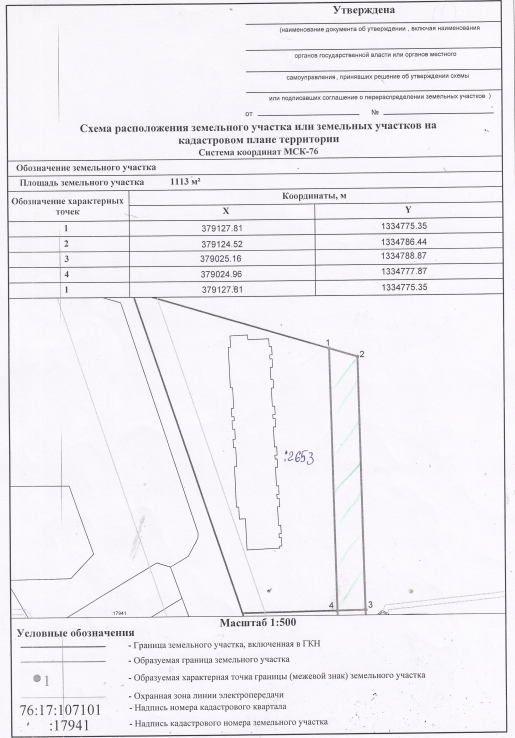 Утверждена
(наименование документа об утверждении , включая наименования
органов государственной власти или органов местного
самоуправления , принявших решение об утверждении схемы
или подписавших соглашение о перераспределении земельных участков .)
от №
Схема расположения земельного участка или земельных участков на
кадастровом плане территории
Система координат МСК-76
Обозначение земельного участка
Площадь земельного участка 1113 м²
Обозначение характерных точек Координаты, м
X Y
1 379127.81 1334775.35
2 379124.52 1334786.44
3 379025.16 1334788.87
4 379024.96 1334777.87
1 379127.81 1334775.35
1
2
:2653
4 3
:17941
Масштаб 1:500
Условные обозначения
- Граница земельного участка, включенная в ГКН
- Образуемая граница земельного участка
1 - Образуемая характерная точка границы (межевой знак) земельного участка
- Охранная зона линии электропередачи
76:17:107101 - Надпись номера кадастрового квартала
:17941 - Надпись кадастрового номера земельного участка